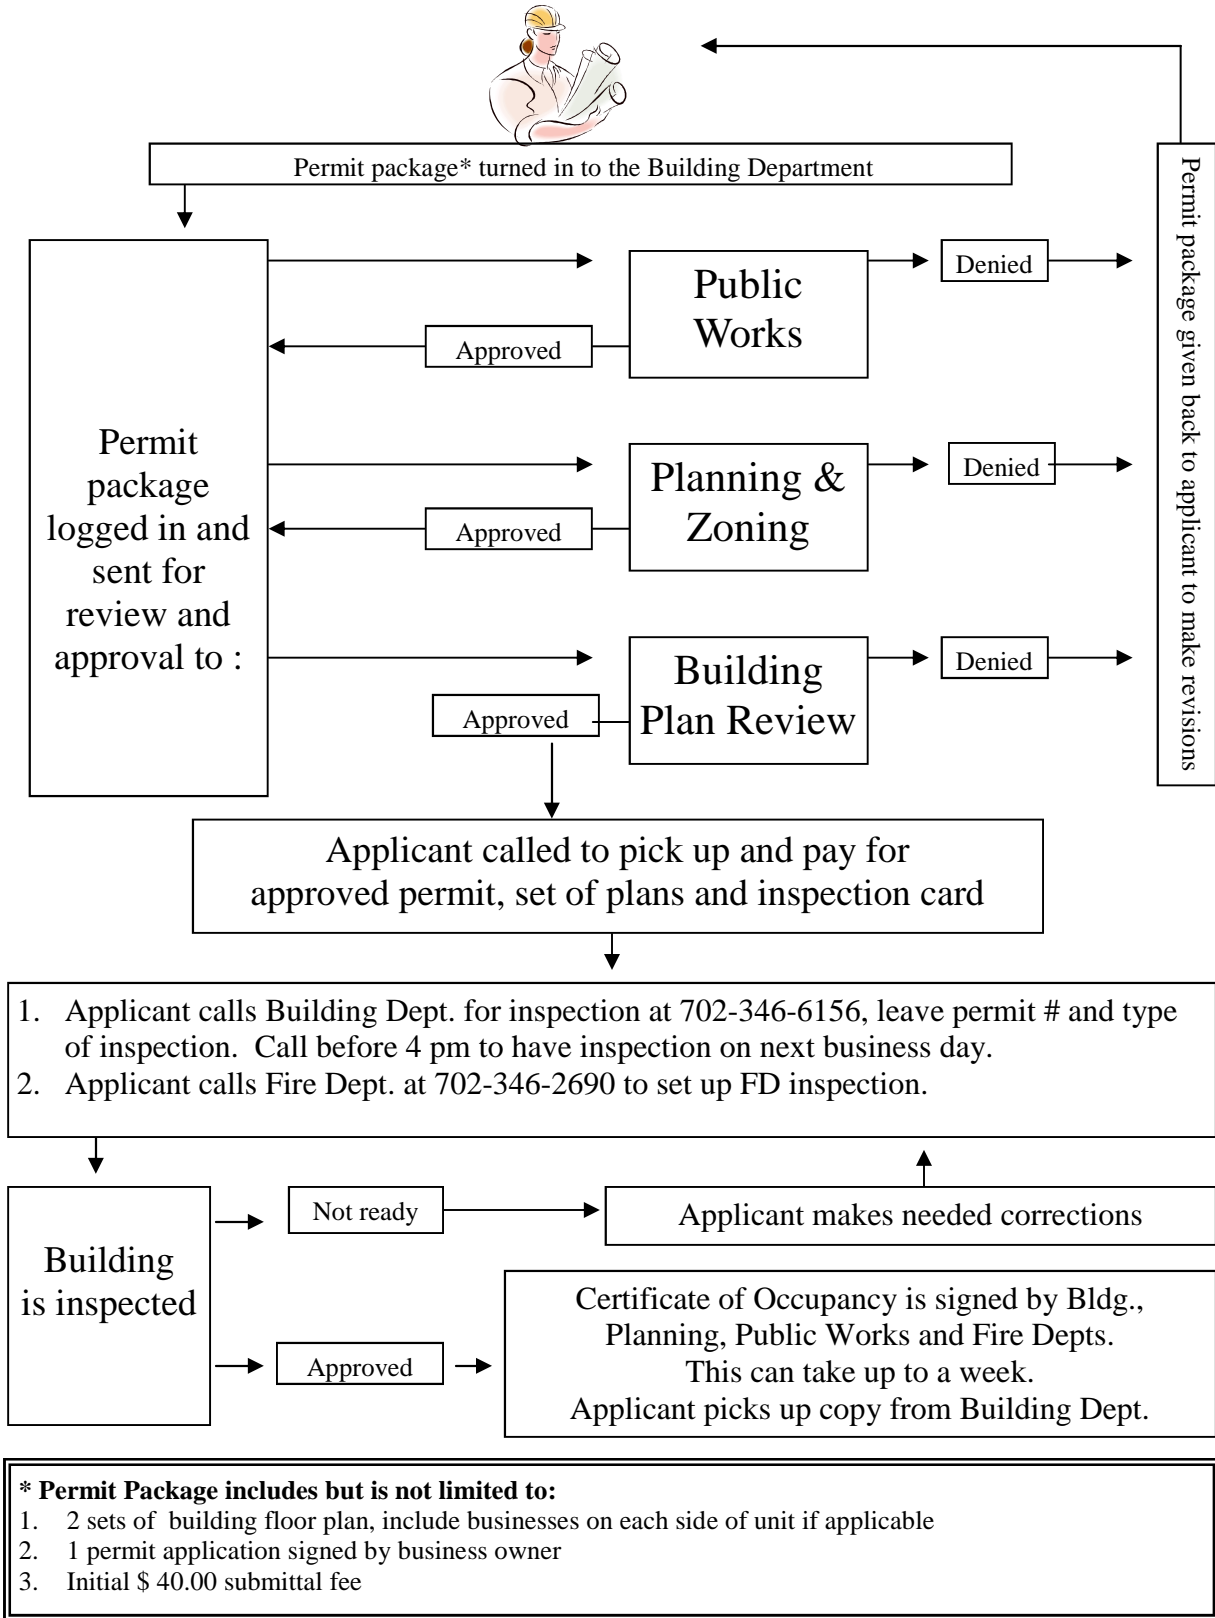 Permit package* turned in to the Building Department
Permit
package
logged in and
sent for
review and
approval to :
Public
Works
Denied
Approved
Planning &
Zoning
Denied
Approved
Building
Plan Review
Denied
Approved
Permit package given back to applicant to make revisions
Applicant called to pick up and pay for
approved permit, set of plans and inspection card
1. Applicant calls Building Dept. for inspection at 702-346-6156, leave permit # and type
of inspection. Call before 4 pm to have inspection on next business day.
2. Applicant calls Fire Dept. at 702-346-2690 to set up FD inspection.
Building
is inspected
Not ready
Applicant makes needed corrections
Approved
Certificate of Occupancy is signed by Bldg.,
Planning, Public Works and Fire Depts.
This can take up to a week.
Applicant picks up copy from Building Dept.
* Permit Package includes but is not limited to:
1. 2 sets of building floor plan, include businesses on each side of unit if applicable
2. 1 permit application signed by business owner
3. Initial $ 40.00 submittal fee